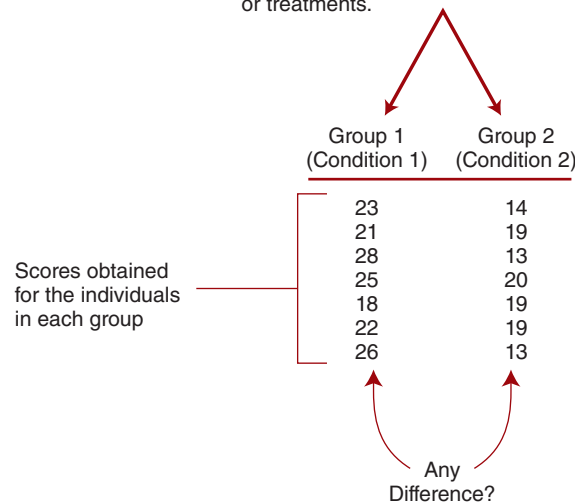 or treatments.
Group 1 Group 2
(Condition 1) (Condition 2)
23 14
21 19
28 13
25 20
18 19
22 19
26 13
Scores obtained
for the individuals
in each group
Any
Difference?